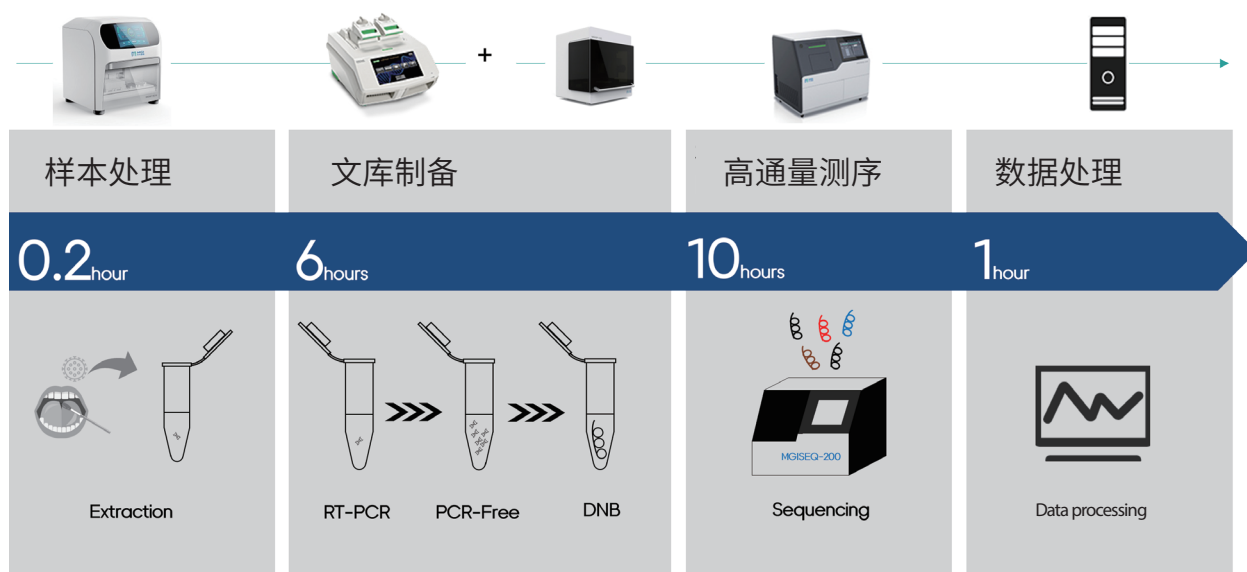 +
样本处理
文库制备
高通量测序
数据处理
0.2hour
6hours
10hours
1hour
MGISEQ-200
Extraction
RT-PCR
PCR-Free
DNB
Sequencing
Data processing